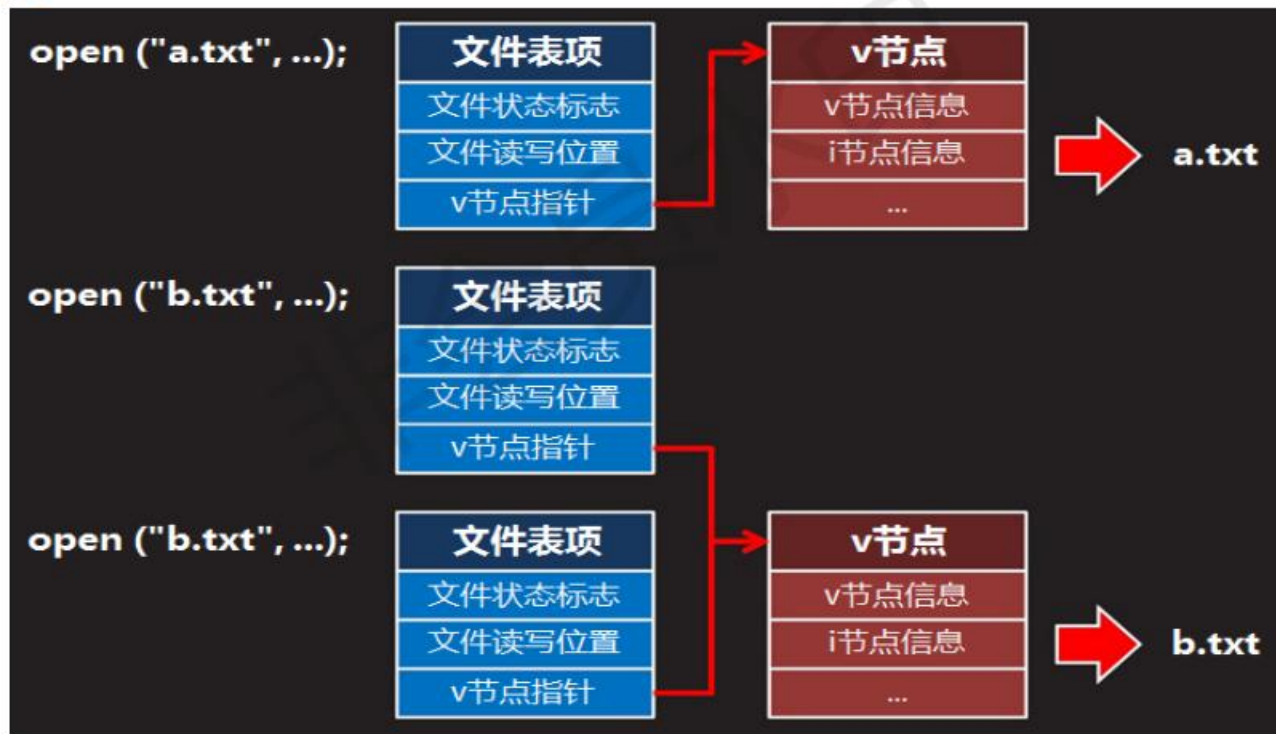 open ("a.txt", ...);
文件表项
文件状态标志
文件读写位置
v节点指针
v节点
v节点信息
i节点信息
...
a.txt
open ("b.txt", ...);
文件表项
文件状态标志
文件读写位置
v节点指针
open ("b.txt", ...);
文件表项
文件状态标志
文件读写位置
v节点指针
v节点
v节点信息
i节点信息
...
b.txt